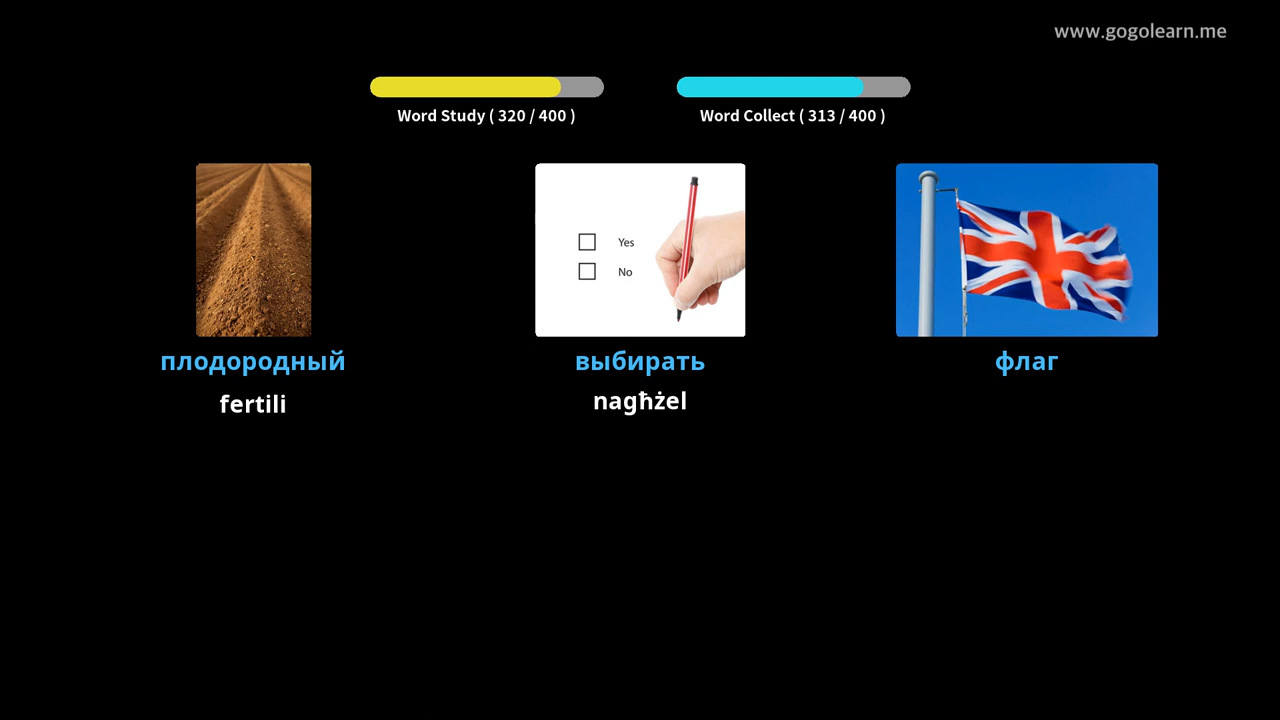 www.gogolearn.me
Word Study ( 320 / 400 )
Word Collect ( 313 / 400 )
Yes
No
плодородный
выбирать
флаг
fertili
nagħżel